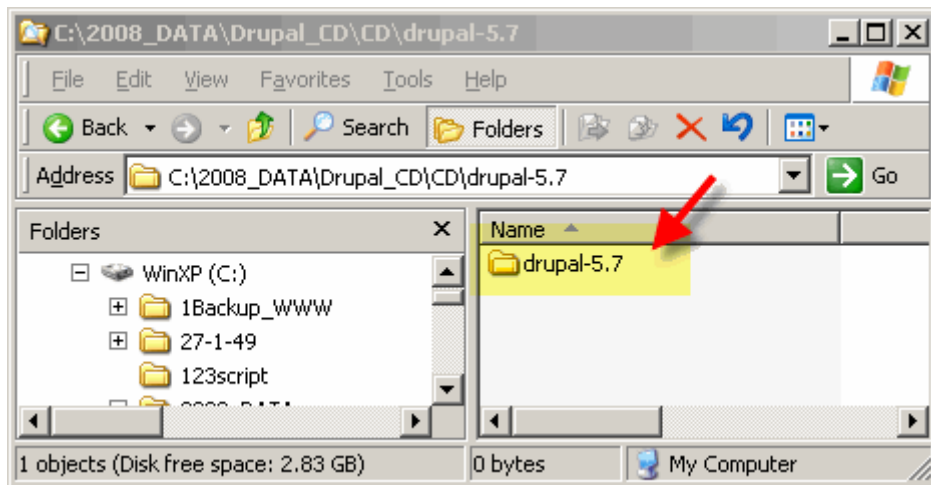 C:\2008_DATA\Drupal_CD\CD\drupal-5.7
File Edit View Favorites Tools Help
Back Search Folders
Address C:\2008_DATA\Drupal_CD\CD\drupal-5.7 Go
Folders Name
drupal-5.7
WinXP (C:)
1Backup_WWW
27-1-49
123script
1 objects (Disk free space: 2.83 GB) 0 bytes My Computer